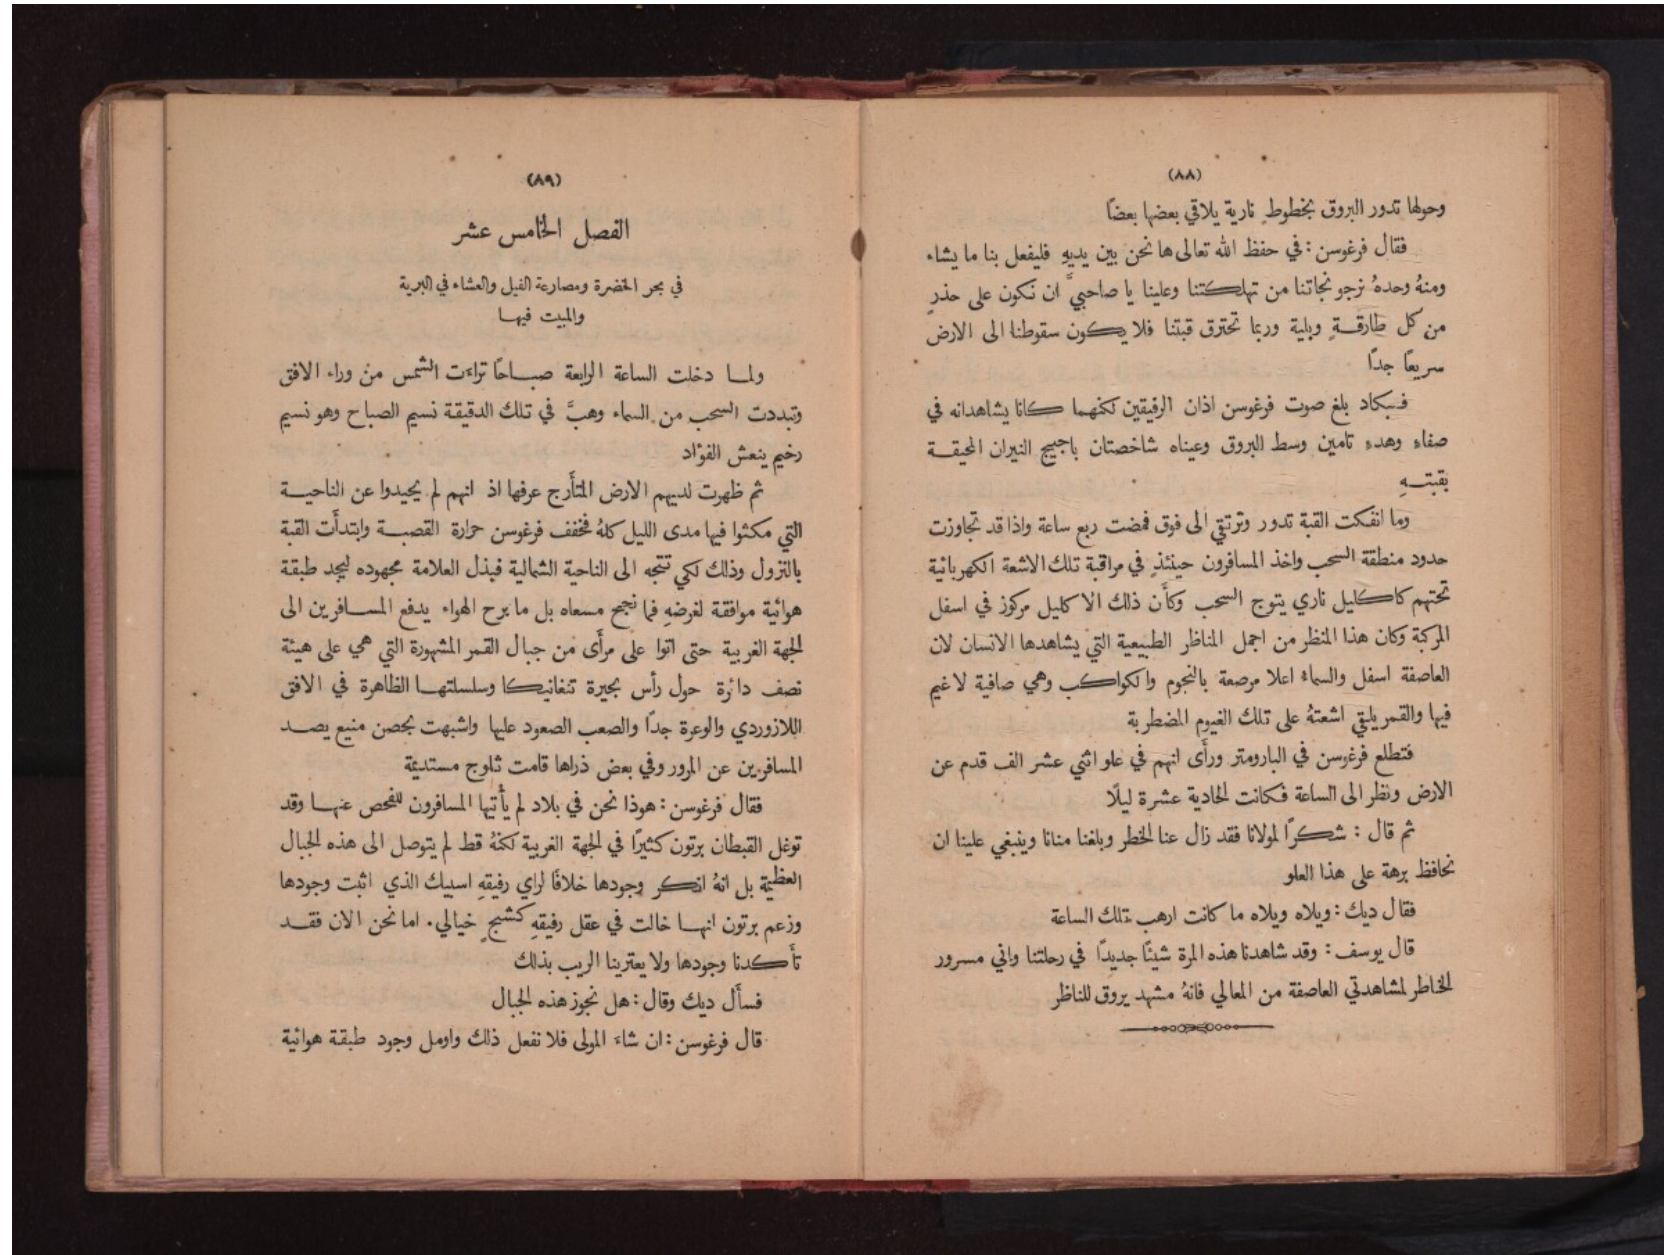 (٨٨)
وحولها تدور البروق بخطوطٍ نارية يلاقي بعضها بعضًا
فقال فرغوسن : في حفظ الله تعالى ها نحن بين يديهِ فليفعل بنا ما يشاء
ومنهُ وحدهُ نرجو نجاتنا من تهلكتنا وعلينا يا صاحبيَّ ان نكون على حذرٍ
من كل طارقةٍ وبلية وربما تحترق قبتنا فلا يكون سقوطنا الى الارض
سريعًا جدًا
فبكاد بلغ صوت فرغوسن اذان الرفيقين لكنهما كانا يشاهدانه في
صفاءِ وهدءِ تامين وسط البروق وعيناه شاخصتان باجيج النيران المحيقة
بقبتهِ
وما انفكت القبة تدور وترتقي الى فوق فمضت ربع ساعة واذا قد تجاوزت
حدود منطقة السحب واخذ المسافرون حينئذٍ في مراقبة تلك الاشعة الكهربائية
تحتهم كاكليل ناري يتوج السحب وكأن ذلك الاكليل مركوز في اسفل
المركبة وكان هذا المنظر من اجمل المناظر الطبيعية التي يشاهدها الانسان لان
العاصفة اسفل والسماءَ اعلا مرصعة بالنجوم والكواكب وهي صافية لا غيم
فيها والقمر يلقي اشعتهُ على تلك الغيوم المضطربة
فتطلع فرغوسن في البارومتر ورأى انهم في علو اثني عشر الف قدم عن
الارض ونظر الى الساعة فكانت الحادية عشرة ليلًا
ثم قال : شكرًا لمولانا فقد زال عنا الخطر وبلغنا منانا وينبغي علينا ان
نحافظ برهة على هذا العلو
فقال ديك : ويلاه ويلاه ما كانت ارهب تلك الساعة
قال يوسف : وقد شاهدنا هذه المرة شيئًا جديدًا في رحلتنا واني مسرور
الخاطر لمشاهدتي العاصفة من المعالي فانهُ مشهد يروق للناظر
(٨٩)
الفصل الخامس عشر
في بحر الخضرة ومصارعة الفيل والعشاء في البرية
والمبيت فيها
ولما دخلت الساعة الرابعة صباحًا تراءت الشمس من وراء الافق
وتبددت السحب من السماء وهبَّ في تلك الدقيقة نسيم الصباح وهو نسيم
رخيم ينعش الفؤاد
ثم ظهرت لديهم الارض المتأرج عرفها اذ انهم لم يحيدوا عن الناحية
التي مكثوا فيها مدى الليل كلهُ فخفف فرغوسن حرارة القصبة وابتدأت القبة
بالنزول وذلك لكي تتجه الى الناحية الشمالية فبذل العلامة مجهوده ليجد طبقة
هوائية موافقة لغرضهِ فما نجح مسعاه بل ما برح الهواء يدفع المسافرين الى
الجهة الغربية حتى اتوا على مرأى من جبال القمر المشهورة التي هي على هيئة
نصف دائرة حول رأس بحيرة تنغانيكا وسلسلتها الظاهرة في الافق
اللازوردي والوعرة جدًا والصعب الصعود عليها واشبهت بحصن منيع يصد
المسافرين عن المرور وفي بعض ذراها قامت ثلوج مستديمة
فقال فرغوسن : هوذا نحن في بلاد لم يأتيها المسافرون للفحص عنها وقد
توغل القبطان برتون كثيرًا في الجهة الغربية لكنهُ قط لم يتوصل الى هذه الجبال
العظيمة بل انهُ انكر وجودها خلافًا لراي رفيقهِ اسبيك الذي اثبت وجودها
وزعم برتون انها خالت في عقل رفيقهِ كشبحٍ خيالي . اما نحن الان فقد
تأكدنا وجودها ولا يعترينا الريب بذلك
فسأَل ديك وقال : هل نجوز هذه الجبال
قال فرغوسن : ان شاءَ المولى فلا نفعل ذلك واومل وجود طبقة هوائية